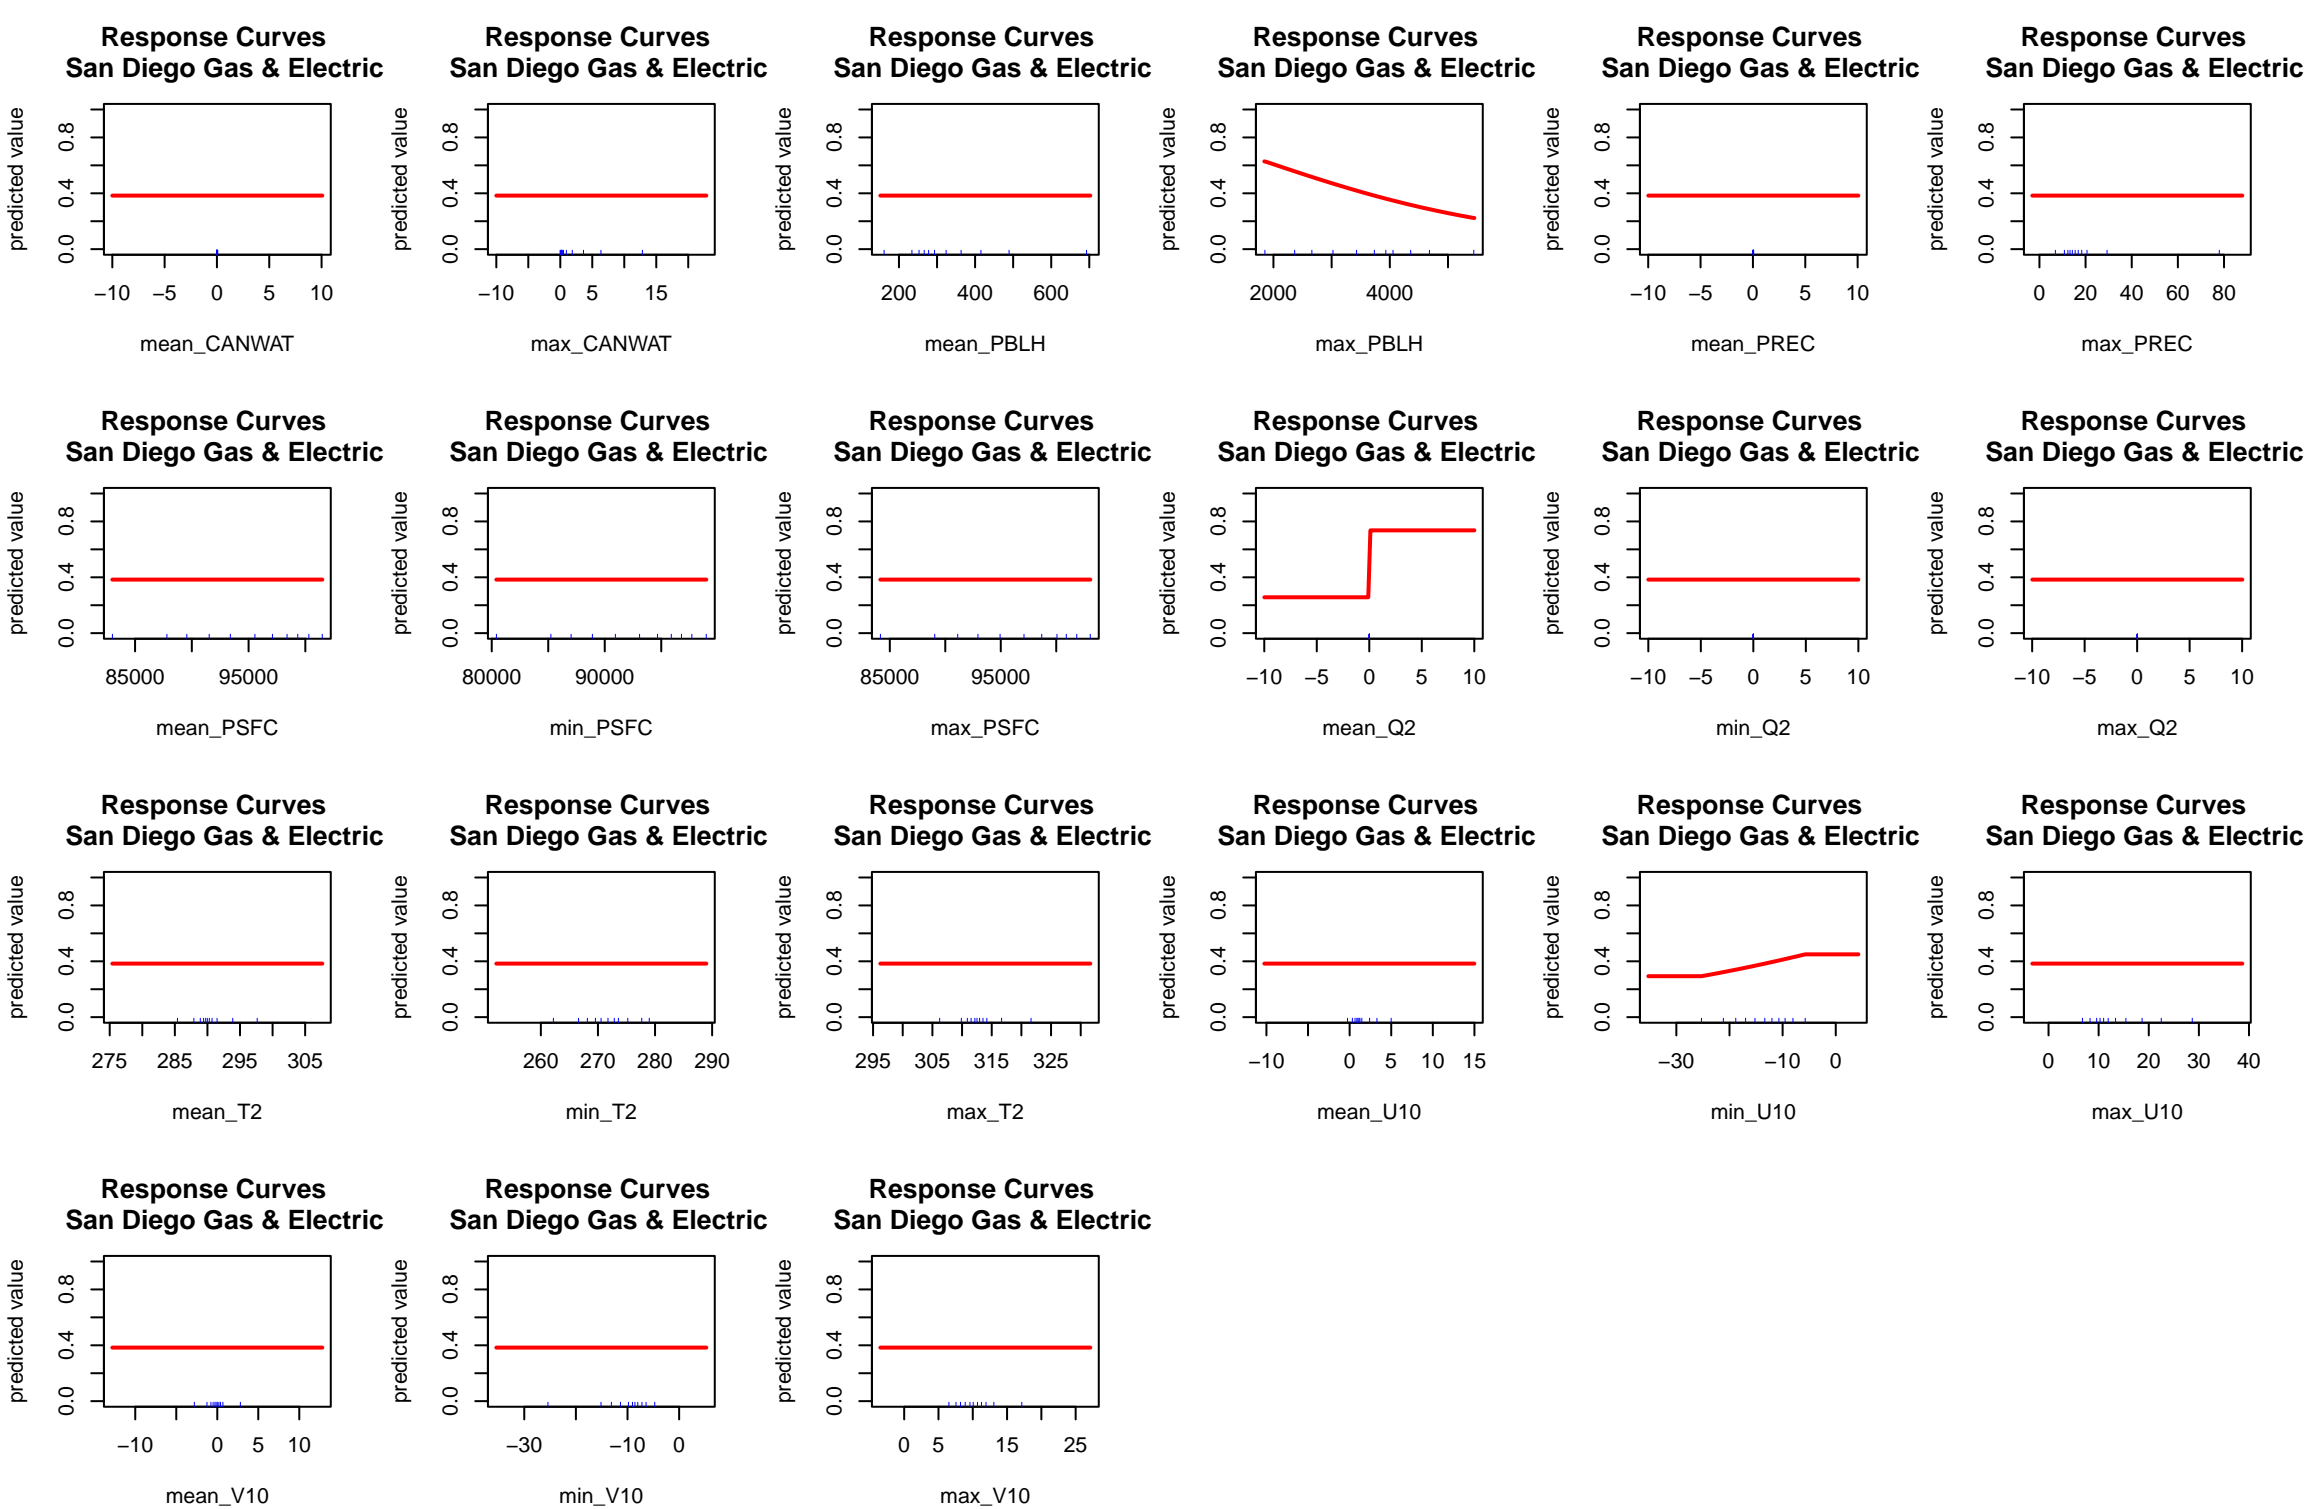 Response Curves
San Diego Gas & Electric
predicted value
0.0 0.4 0.8
−10 −5 0 5 10
mean_CANWAT
Response Curves
San Diego Gas & Electric
predicted value
0.0 0.4 0.8
−10 0 5 15
max_CANWAT
Response Curves
San Diego Gas & Electric
predicted value
0.0 0.4 0.8
200 400 600
mean_PBLH
Response Curves
San Diego Gas & Electric
predicted value
0.0 0.4 0.8
2000 4000
max_PBLH
Response Curves
San Diego Gas & Electric
predicted value
0.0 0.4 0.8
−10 −5 0 5 10
mean_PREC
Response Curves
San Diego Gas & Electric
predicted value
0.0 0.4 0.8
0 20 40 60 80
max_PREC
Response Curves
San Diego Gas & Electric
predicted value
0.0 0.4 0.8
85000 95000
mean_PSFC
Response Curves
San Diego Gas & Electric
predicted value
0.0 0.4 0.8
80000 90000
min_PSFC
Response Curves
San Diego Gas & Electric
predicted value
0.0 0.4 0.8
85000 95000
max_PSFC
Response Curves
San Diego Gas & Electric
predicted value
0.0 0.4 0.8
−10 −5 0 5 10
mean_Q2
Response Curves
San Diego Gas & Electric
predicted value
0.0 0.4 0.8
−10 −5 0 5 10
min_Q2
Response Curves
San Diego Gas & Electric
predicted value
0.0 0.4 0.8
−10 −5 0 5 10
max_Q2
Response Curves
San Diego Gas & Electric
predicted value
0.0 0.4 0.8
275 285 295 305
mean_T2
Response Curves
San Diego Gas & Electric
predicted value
0.0 0.4 0.8
260 270 280 290
min_T2
Response Curves
San Diego Gas & Electric
predicted value
0.0 0.4 0.8
295 305 315 325
max_T2
Response Curves
San Diego Gas & Electric
predicted value
0.0 0.4 0.8
−10 0 5 10 15
mean_U10
Response Curves
San Diego Gas & Electric
predicted value
0.0 0.4 0.8
−30 −10 0
min_U10
Response Curves
San Diego Gas & Electric
predicted value
0.0 0.4 0.8
0 10 20 30 40
max_U10
Response Curves
San Diego Gas & Electric
predicted value
0.0 0.4 0.8
−10 0 5 10
mean_V10
Response Curves
San Diego Gas & Electric
predicted value
0.0 0.4 0.8
−30 −10 0
min_V10
Response Curves
San Diego Gas & Electric
predicted value
0.0 0.4 0.8
0 5 15 25
max_V10